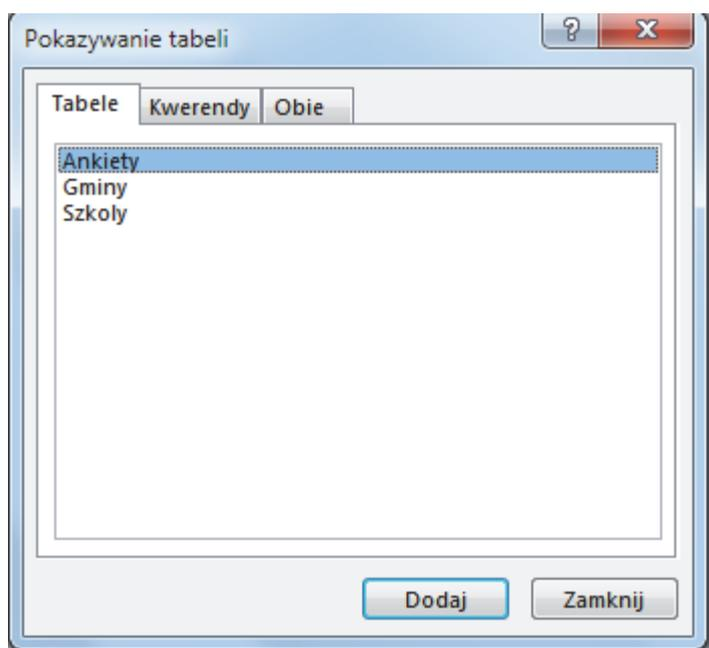 Pokazywanie tabeli
?
Tabele Kwerendy Obie
Ankiety
Gminy
Szkoly
Dodaj Zamknij